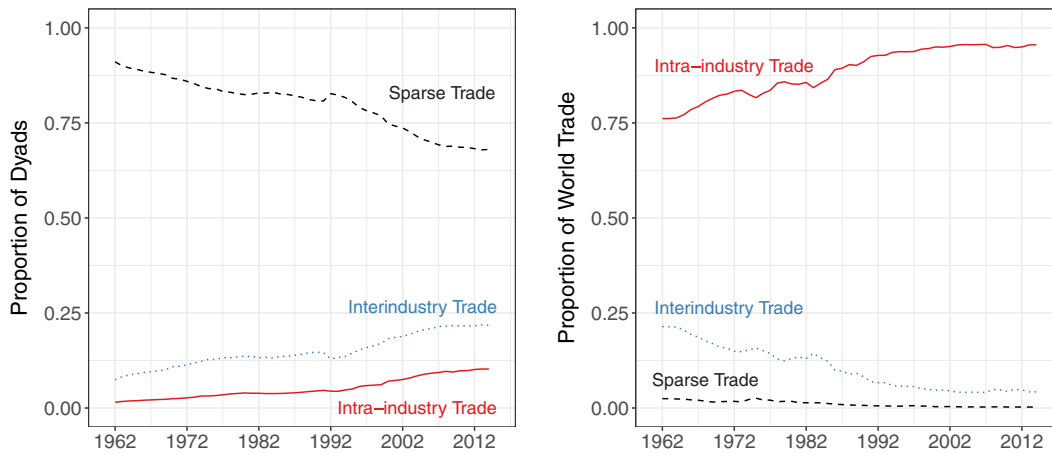 Proportion of Dyads
1.00
0.75
0.50
0.25
0.00
Sparse Trade
Interindustry Trade
Intra−industry Trade
1962 1972 1982 1992 2002 2012
Proportion of World Trade
1.00
0.75
0.50
0.25
0.00
Intra−industry Trade
Interindustry Trade
Sparse Trade
1962 1972 1982 1992 2002 2012